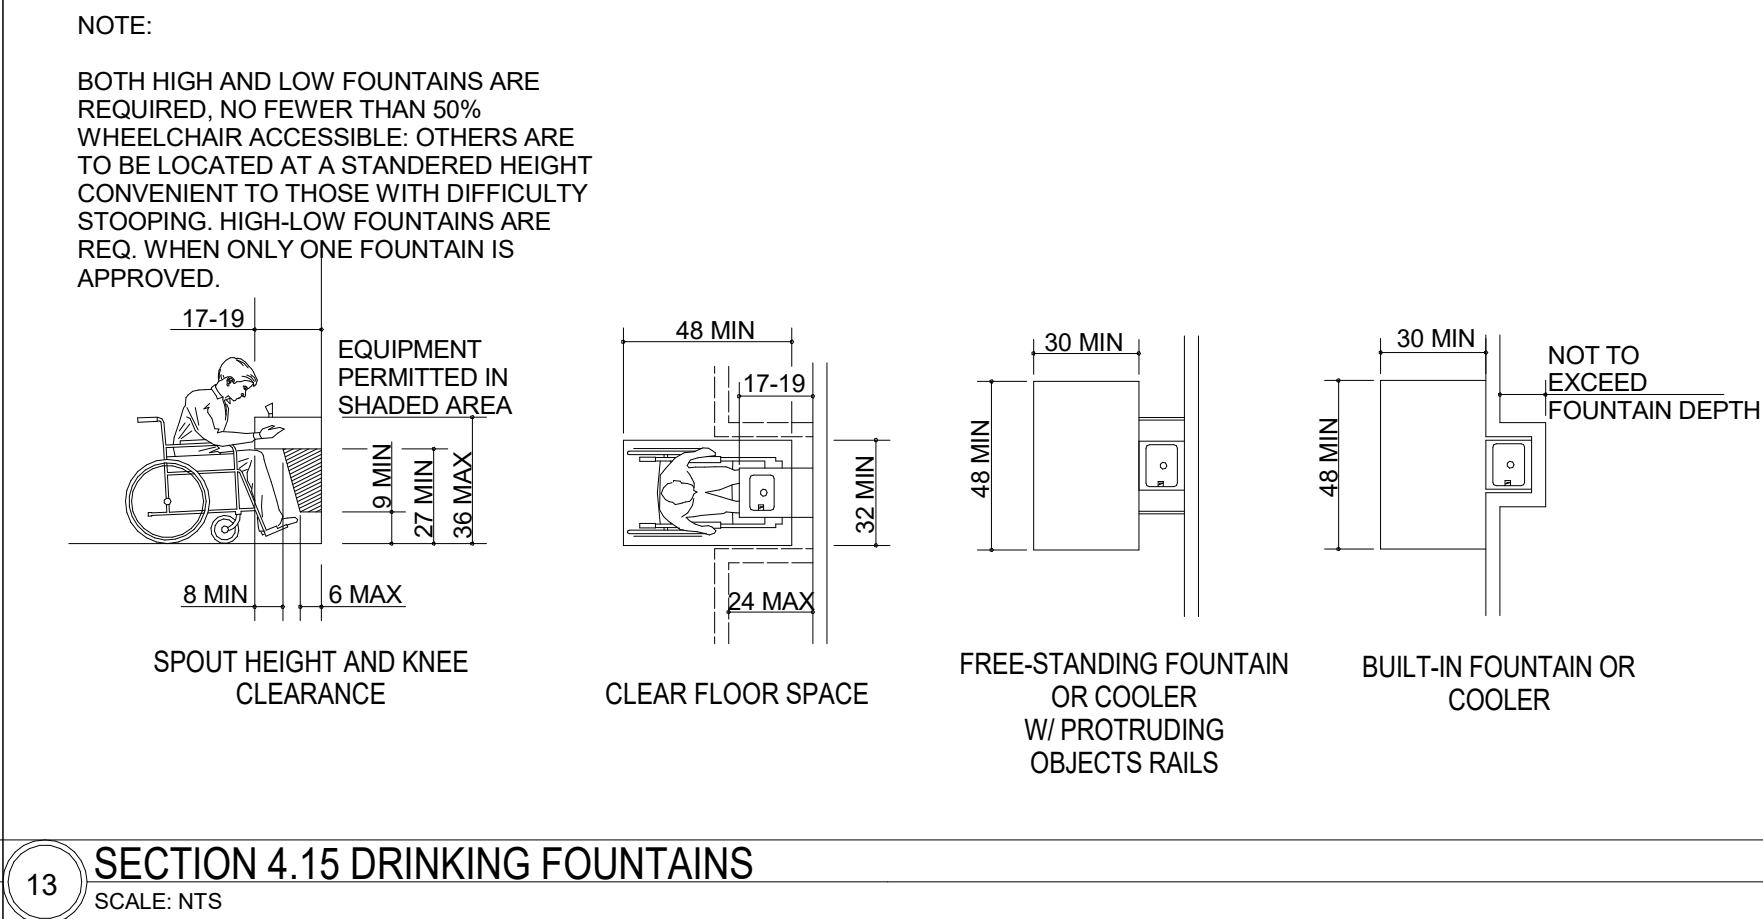 NOTE:
BOTH HIGH AND LOW FOUNTAINS ARE
REQUIRED, NO FEWER THAN 50%
WHEELCHAIR ACCESSIBLE: OTHERS ARE
TO BE LOCATED AT A STANDERED HEIGHT
CONVENIENT TO THOSE WITH DIFFICULTY
STOOPING. HIGH-LOW FOUNTAINS ARE
REQ. WHEN ONLY ONE FOUNTAIN IS
APPROVED.
17-19
EQUIPMENT
PERMITTED IN
SHADED AREA
9 MIN
27 MIN
36 MAX
8 MIN
6 MAX
SPOUT HEIGHT AND KNEE
CLEARANCE
48 MIN
17-19
32 MIN
24 MAX
CLEAR FLOOR SPACE
30 MIN
48 MIN
FREE-STANDING FOUNTAIN
OR COOLER
W/ PROTRUDING
OBJECTS RAILS
30 MIN
NOT TO
EXCEED
FOUNTAIN DEPTH
48 MIN
BUILT-IN FOUNTAIN OR
COOLER
13
SECTION 4.15 DRINKING FOUNTAINS
SCALE: NTS